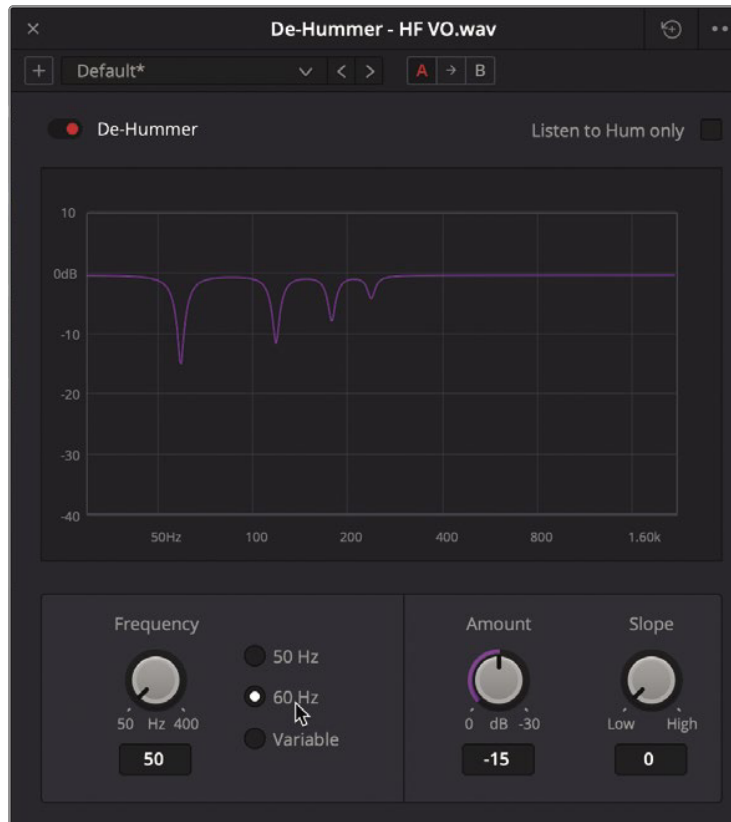 De-Hummer - HF VO.wav
Default*
A
B
De-Hummer
Listen to Hum only
10
0dB
-10
-20
-30
-40
50Hz 100 200 400 800 1.60k
Frequency
50 Hz 400
50
50 Hz
60 Hz
Variable
Amount
0 dB -30
-15
Slope
Low High
0